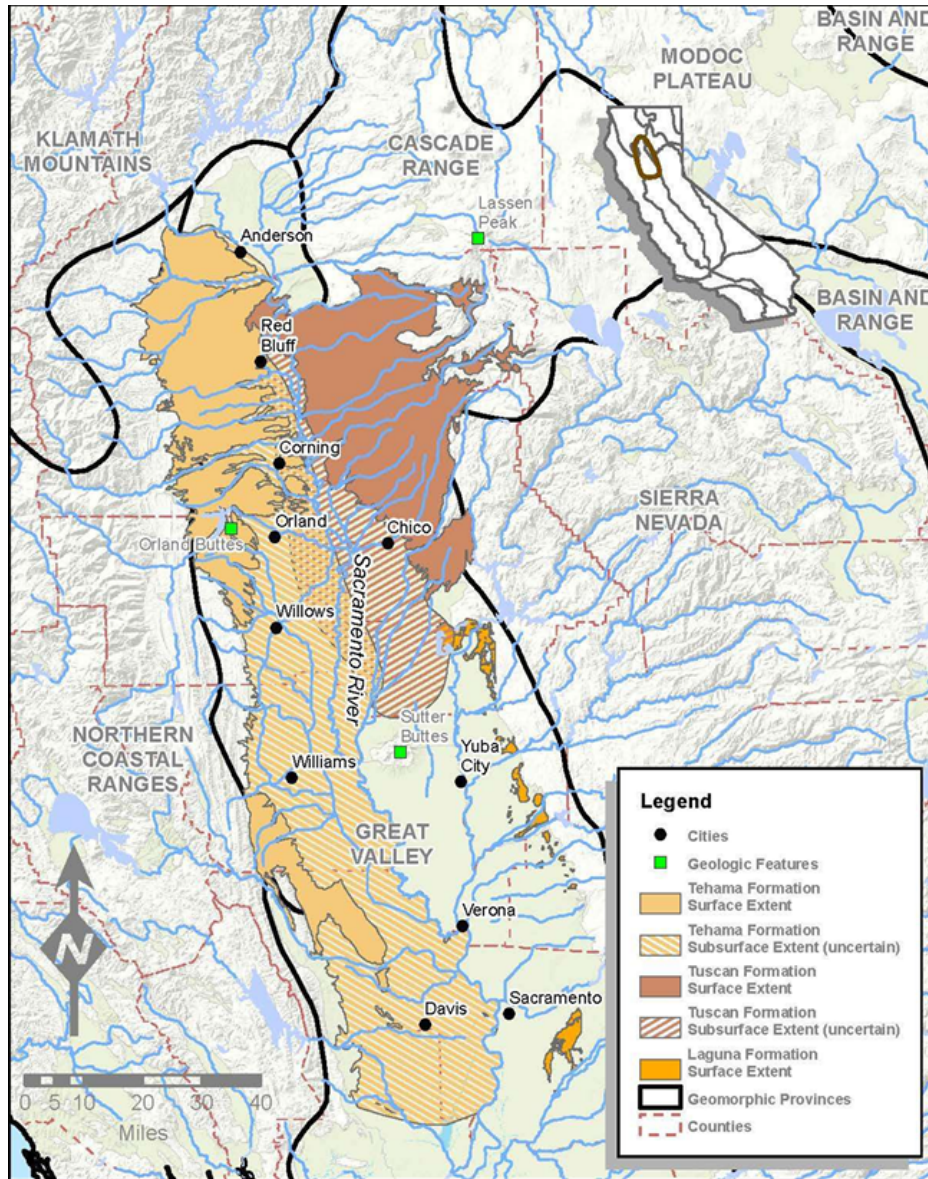 BASIN AND
RANGE
MODOC
PLATEAU
KLAMATH
MOUNTAINS
CASCADE
RANGE
Lassen
Peak
Anderson
BASIN AND
RANGE
Red
Bluff
Corning
SIERRA
NEVADA
Orland
Chico
Orland Buttes
Sacramento River
Willows
NORTHERN
COASTAL
RANGES
Sutter
Buttes
Yuba
City
Williams
GREAT
VALLEY
Verona
Davis
Sacramento
N
0 5 10 20 30 40
Miles
Legend
Cities
Geologic Features
Tehama Formation
Surface Extent
Tehama Formation
Subsurface Extent (uncertain)
Tuscan Formation
Surface Extent
Tuscan Formation
Subsurface Extent (uncertain)
Laguna Formation
Surface Extent
Geomorphic Provinces
Counties